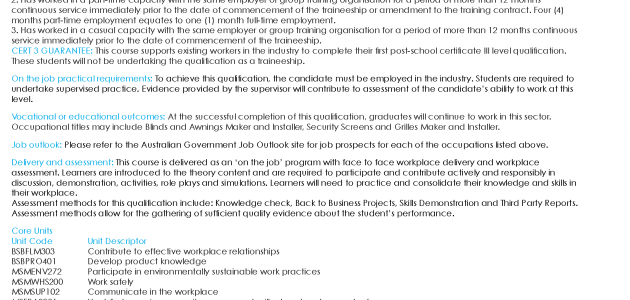 2. Has worked in a part-time capacity with the same employer or group training organisation for a period of more than 12 months
continuous service immediately prior to the date of commencement of the traineeship or amendment to the training contract. Four (4)
months part-time employment equates to one (1) month full-time employment.
3. Has worked in a casual capacity with the same employer or group training organisation for a period of more than 12 months continuous
service immediately prior to the date of commencement of the traineeship.
CERT 3 GUARANTEE: This course supports existing workers in the industry to complete their first post-school certificate III level qualification.
These students will not be undertaking the qualification as a traineeship.
On the job practical requirements: To achieve this qualification, the candidate must be employed in the industry. Students are required to
undertake supervised practice. Evidence provided by the supervisor will contribute to assessment of the candidate's ability to work at this
level.
Vocational or educational outcomes: At the successful completion of this qualification, graduates will continue to work in this sector.
Occupational titles may include Blinds and Awnings Maker and Installer, Security Screens and Grilles Maker and Installer.
Job outlook: Please refer to the Australian Government Job Outlook site for job prospects for each of the occupations listed above.
Delivery and assessment: This course is delivered as an 'on the job' program with face to face workplace delivery and workplace
assessment. Learners are introduced to the theory content and are required to participate and contribute actively and responsibly in
discussion, demonstration, activities, role plays and simulations. Learners will need to practice and consolidate their knowledge and skills in
their workplace.
Assessment methods for this qualification include: Knowledge check, Back to Business Projects, Skills Demonstration and Third Party Reports.
Assessment methods allow for the gathering of sufficient quality evidence about the student's performance.
Core Units
Unit Code Unit Descriptor
BSBFLM303 Contribute to effective workplace relationships
BSBPRO401 Develop product knowledge
MSMENV272 Participate in environmentally sustainable work practices
MSMWHS200 Work safely
MSMSUP102 Communicate in the workplace